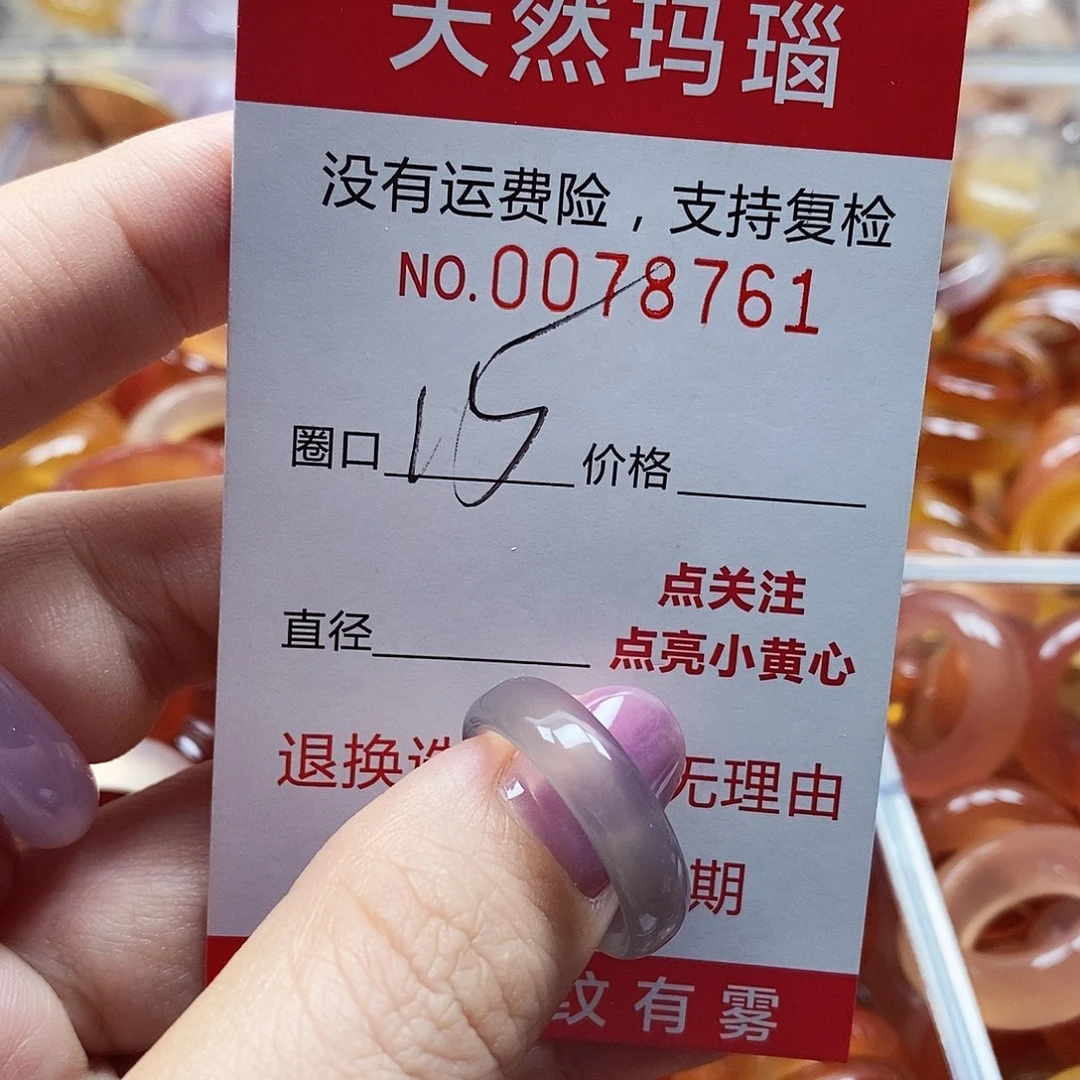 天然玛瑙
没有运费险，支持复检
NO.0078761
圈口 15 价格
点关注
直径 点亮小黄心
退换 无理由
期
纹有雾